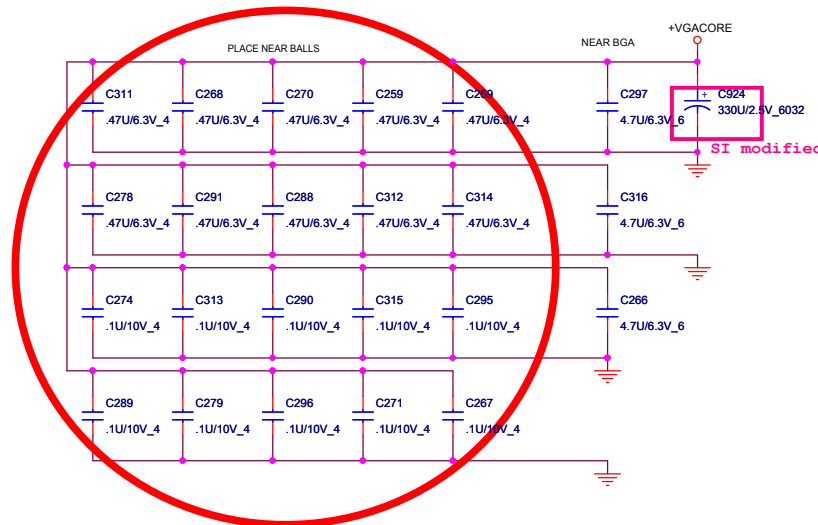 +VGACORE
PLACE NEAR BALLS
NEAR BGA
C311
.47U/6.3V_4
C268
.47U/6.3V_4
C270
.47U/6.3V_4
C259
.47U/6.3V_4
C269
.47U/6.3V_4
C297
4.7U/6.3V_6
+
C924
330U/2.5V_6032
SI modified
C278
.47U/6.3V_4
C291
.47U/6.3V_4
C288
.47U/6.3V_4
C312
.47U/6.3V_4
C314
.47U/6.3V_4
C316
4.7U/6.3V_6
C274
.1U/10V_4
C313
.1U/10V_4
C290
.1U/10V_4
C315
.1U/10V_4
C295
.1U/10V_4
C266
4.7U/6.3V_6
C289
.1U/10V_4
C279
.1U/10V_4
C296
.1U/10V_4
C271
.1U/10V_4
C267
.1U/10V_4